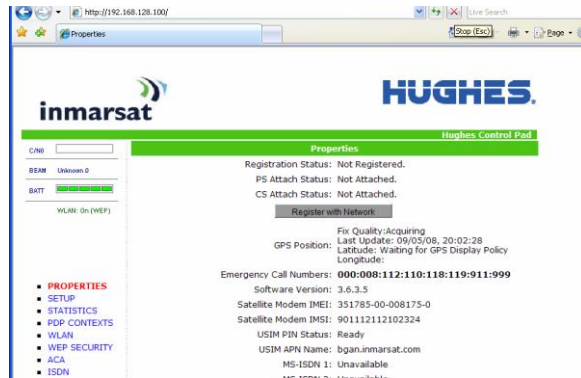 http://192.168.128.100/
Live Search
Properties
Stop (Esc)
Page
inmarsat
HUGHES.
Hughes Control Pad
C/N0
Properties
Registration Status: Not Registered.
BEAM Unknown 0
PS Attach Status: Not Attached.
BATT
CS Attach Status: Not Attached.
WLAN: On (WEP)
Register with Network
Fix Quality:Acquiring
GPS Position: Last Update: 09/05/08, 20:02:28
Latitude: Waiting for GPS Display Policy
Longitude:
Emergency Call Numbers: 000:008:112:110:118:119:911:999
PROPERTIES
Software Version: 3.6.3.5
SETUP
Satellite Modem IMEI: 351785-00-008175-0
STATISTICS
Satellite Modem IMSI: 901112112102324
PDP CONTEXTS
USIM PIN Status: Ready
WLAN
WEP SECURITY
USIM APN Name: bgan.inmarsat.com
ACA
MS-ISDN 1: Unavailable
ISDN